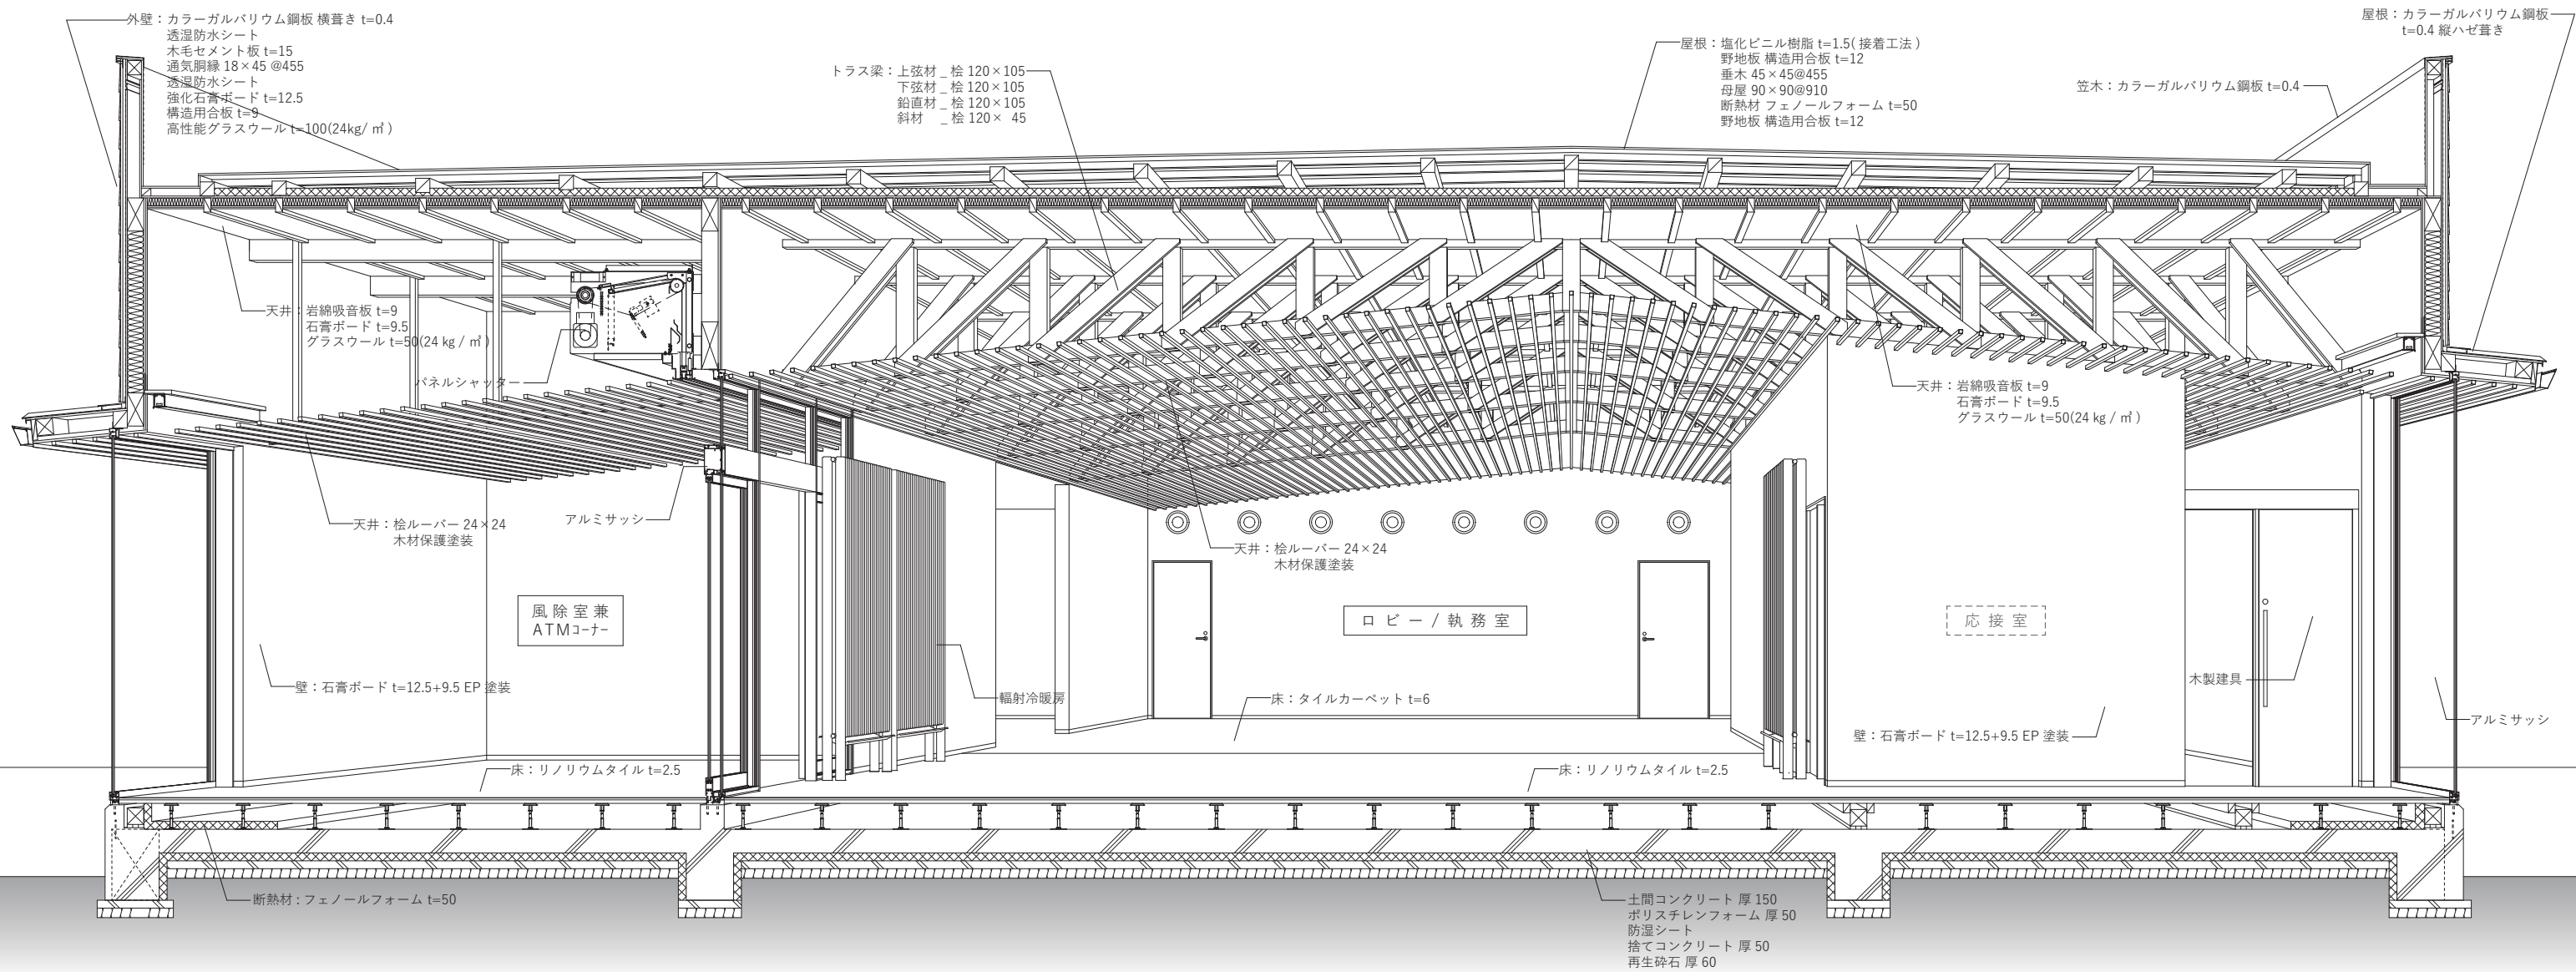 外壁：カラーガルバリウム鋼板 横葺き t=0.4
透湿防水シート
木毛セメント板 t=15
通気胴縁 18×45 @455
透湿防水シート
強化石膏ボード t=12.5
構造用合板 t=9
高性能グラスウール t=100(24kg/ ㎡ )
トラス梁：上弦材 _ 桧 120×105
下弦材 _ 桧 120×105
鉛直材 _ 桧 120×105
斜材 _ 桧 120× 45
屋根：塩化ビニル樹脂 t=1.5( 接着工法 )
野地板 構造用合板 t=12
垂木 45×45@455
母屋 90×90@910
断熱材 フェノールフォーム t=50
野地板 構造用合板 t=12
屋根：カラーガルバリウム鋼板
t=0.4 縦ハゼ葺き
笠木：カラーガルバリウム鋼板 t=0.4
天井：岩綿吸音板 t=9
石膏ボード t=9.5
グラスウール t=50(24 kg / ㎡ )
パネルシャッター
天井：岩綿吸音板 t=9
石膏ボード t=9.5
グラスウール t=50(24 kg / ㎡ )
天井：桧ルーバー 24×24
木材保護塗装
アルミサッシ
天井：桧ルーバー 24×24
木材保護塗装
風除室兼
ATMコーナー
ロビー / 執務室
応接室
壁：石膏ボード t=12.5+9.5 EP 塗装
輻射冷暖房
床：タイルカーペット t=6
木製建具
アルミサッシ
壁：石膏ボード t=12.5+9.5 EP 塗装
床：リノリウムタイル t=2.5
床：リノリウムタイル t=2.5
断熱材 : フェノールフォーム t=50
土間コンクリート 厚 150
ポリスチレンフォーム 厚 50
防湿シート
捨てコンクリート 厚 50
再生砕石 厚 60